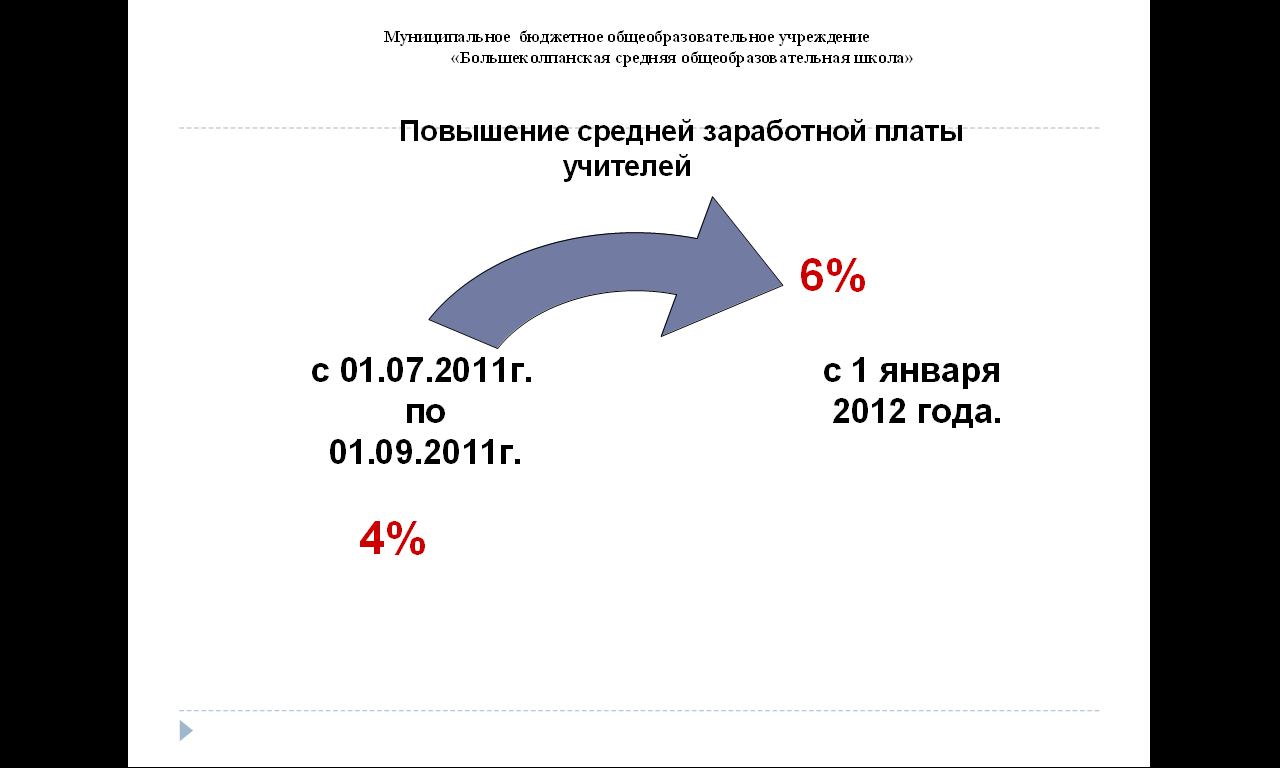 Муниципальное бюджетное общеобразовательное учреждение
«Большеколпанская средняя общеобразовательная школа»
Повышение средней заработной платы
учителей
6%
с 01.07.2011г.
по
01.09.2011г.
4%
с 1 января
2012 года.